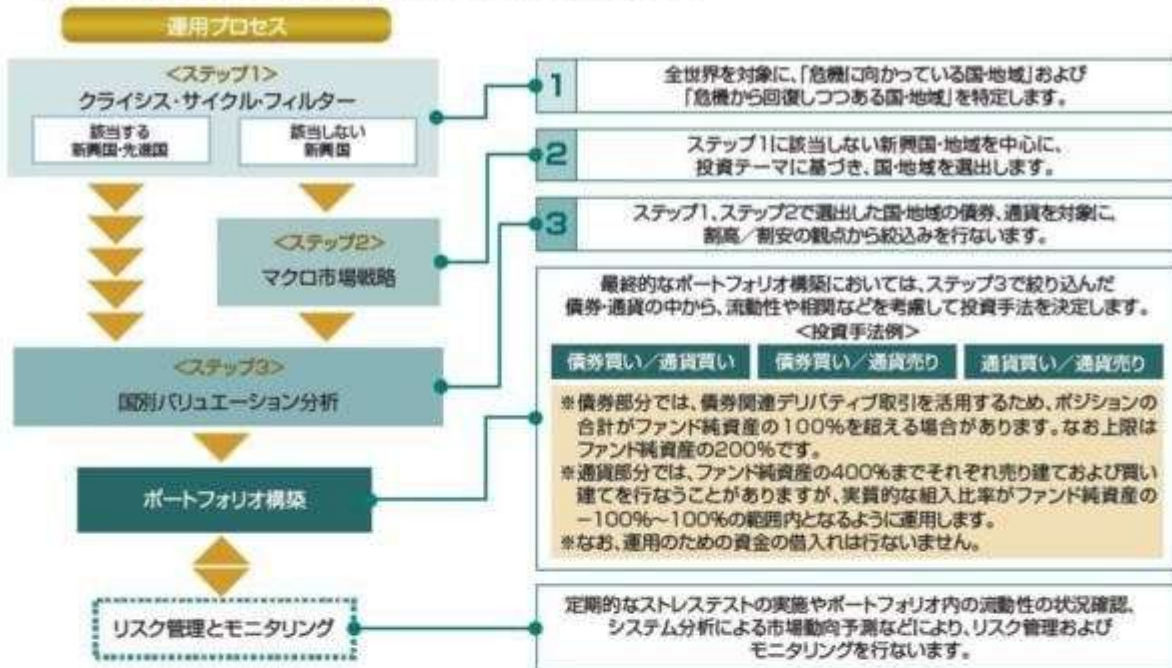 運用プロセス
<ステップ1>
クライシス・サイクル・フィルター
該当する
新興国・先進国
該当しない
新興国
<ステップ2>
マクロ市場戦略
<ステップ3>
国別バリュエーション分析
ポートフォリオ構築
リスク管理とモニタリング
1
全世界を対象に、「危機に向かっている国・地域」および
「危機から回復しつつある国・地域」を特定します。
2
ステップ1に該当しない新興国・地域を中心に、
投資テーマに基づき、国・地域を選出します。
3
ステップ1、ステップ2で選出した国・地域の債券、通貨を対象に、
割高/割安の観点から絞込みを行ないます。
最終的なポートフォリオ構築においては、ステップ3で絞り込んだ
債券・通貨の中から、流動性や相関などを考慮して投資手法を決定します。
<投資手法例>
債券買い/通貨買い
債券買い/通貨売り
通貨買い/通貨売り
※債券部分では、債券関連デリバティブ取引を活用するため、ポジションの
合計がファンド純資産の100%を超える場合があります。なお上限は
ファンド純資産の200%です。
※通貨部分では、ファンド純資産の400%までそれぞれ売り建ておよび買い
建てを行なうことがありますが、実質的な組入比率がファンド純資産の
-100%~100%の範囲内となるように運用します。
※なお、運用のための資金の借入れは行ないません。
定期的なストレステストの実施やポートフォリオ内の流動性の状況確認、
システム分析による市場動向予測などにより、リスク管理および
モニタリングを行ないます。